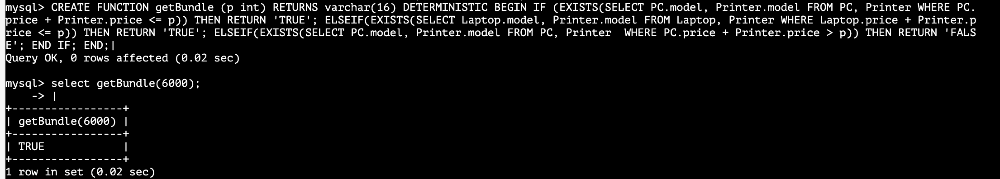 mysql> CREATE FUNCTION getBundle (p int) RETURNS varchar(16) DETERMINISTIC BEGIN IF (EXISTS(SELECT PC.model, Printer.model FROM PC, Printer WHERE PC.
price + Printer.price <= p)) THEN RETURN 'TRUE'; ELSEIF(EXISTS(SELECT Laptop.model, Printer.model FROM Laptop, Printer WHERE Laptop.price + Printer.p
rice <= p)) THEN RETURN 'TRUE'; ELSEIF(EXISTS(SELECT PC.model, Printer.model FROM PC, Printer  WHERE PC.price + Printer.price > p)) THEN RETURN 'FALS
E'; END IF; END;|
Query OK, 0 rows affected (0.02 sec)

mysql> select getBundle(6000);
    -> |
+-----------------+
| getBundle(6000) |
+-----------------+
| TRUE            |
+-----------------+
1 row in set (0.02 sec)